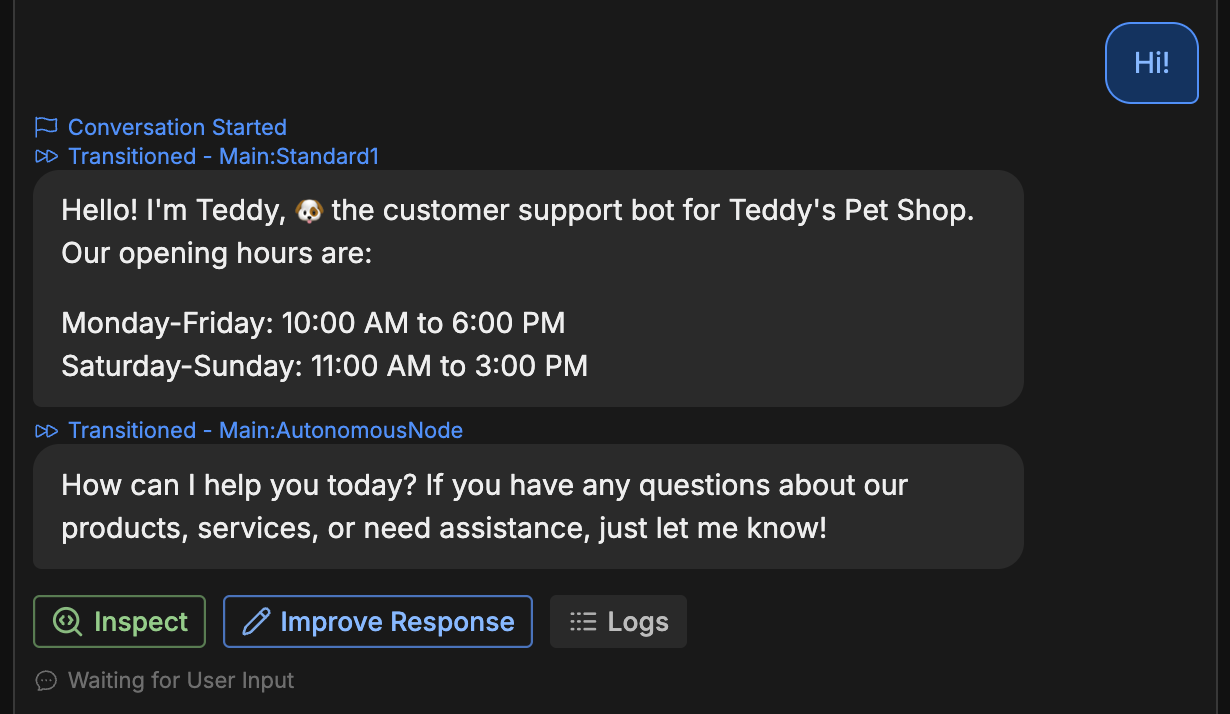 Hi!
Conversation Started
Transitioned - Main:Standard1
Hello! I'm Teddy, 🐶 the customer support bot for Teddy's Pet Shop.
Our opening hours are:
Monday-Friday: 10:00 AM to 6:00 PM
Saturday-Sunday: 11:00 AM to 3:00 PM
Transitioned - Main:AutonomousNode
How can I help you today? If you have any questions about our
products, services, or need assistance, just let me know!
Inspect
Improve Response
Logs
Waiting for User Input